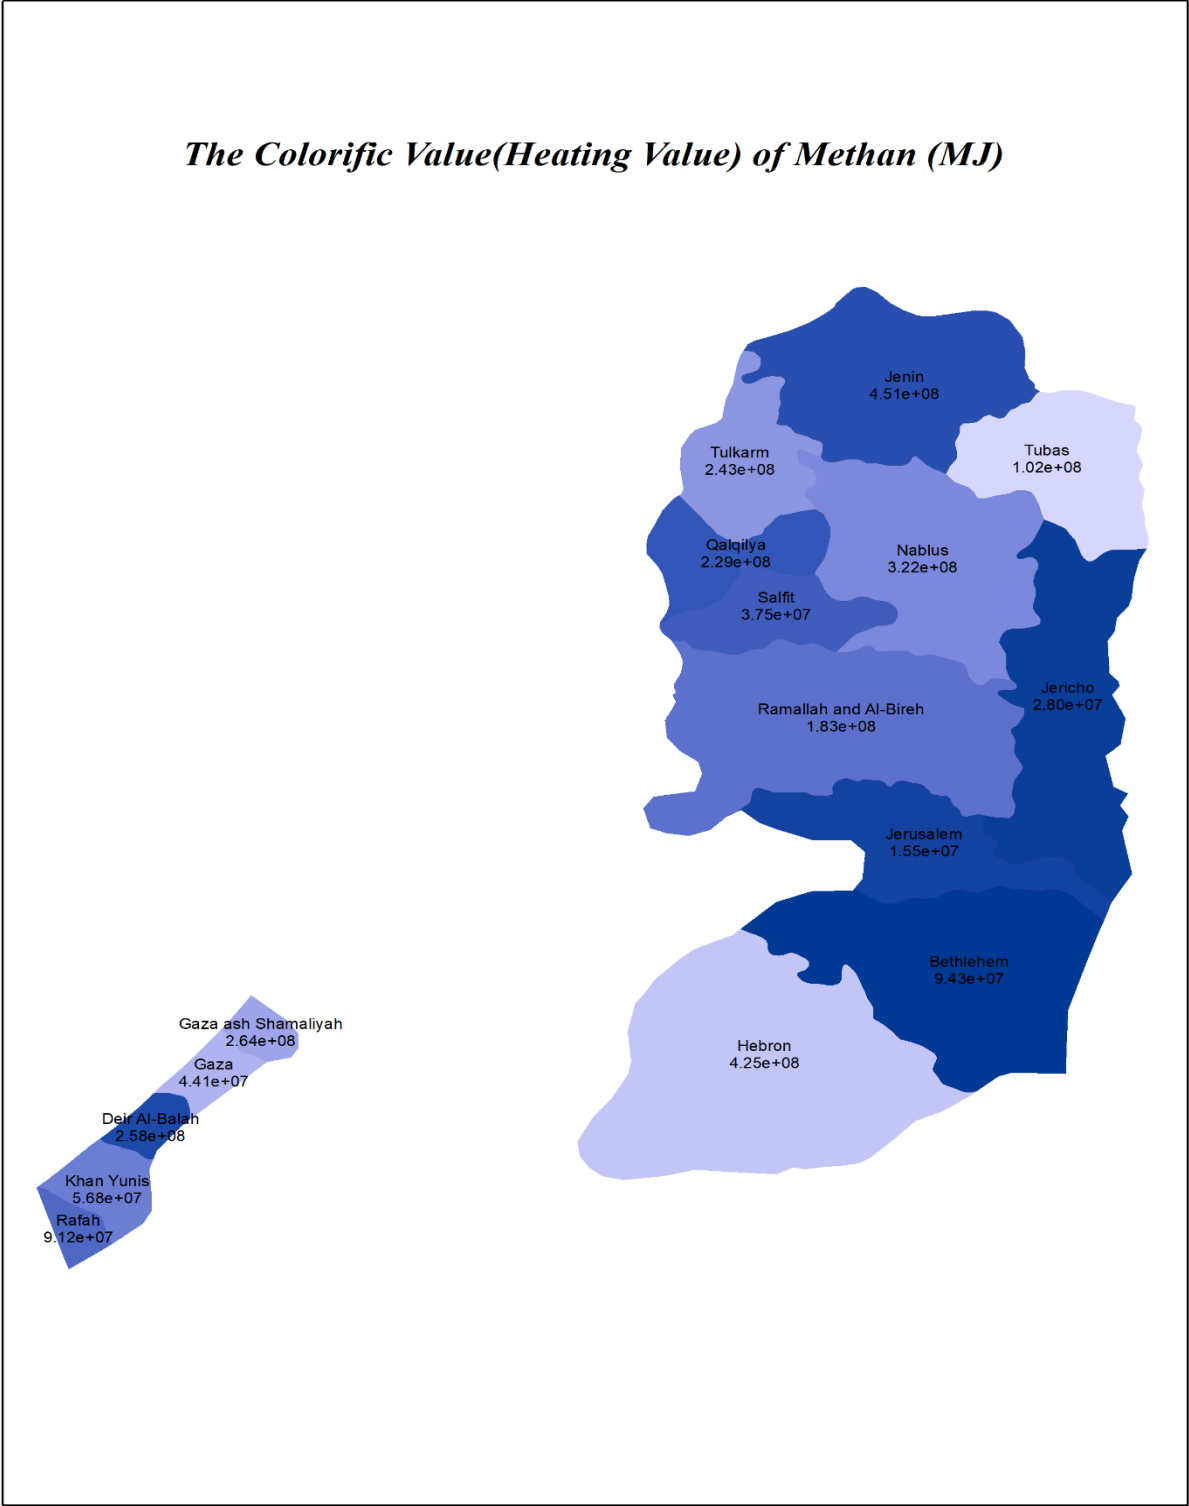 The Colorific Value(Heating Value) of Methan (MJ)
Jenin
4.51e+08
Tulkarm
2.43e+08
Tubas
1.02e+08
Qalqilya
2.29e+08
Nablus
3.22e+08
Salfit
3.75e+07
Jericho
2.80e+07
Ramallah and Al-Bireh
1.83e+08
Jerusalem
1.55e+07
Bethlehem
9.43e+07
Hebron
4.25e+08
Gaza ash Shamaliyah
2.64e+08
Gaza
4.41e+07
Deir Al-Balah
2.58e+08
Khan Yunis
5.68e+07
Rafah
9.12e+07